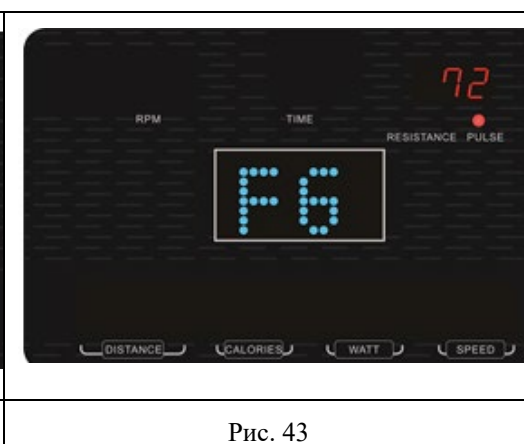 72
RPM TIME
RESISTANCE PULSE
F6
DISTANCE CALORIES WATT SPEED
Рис. 43